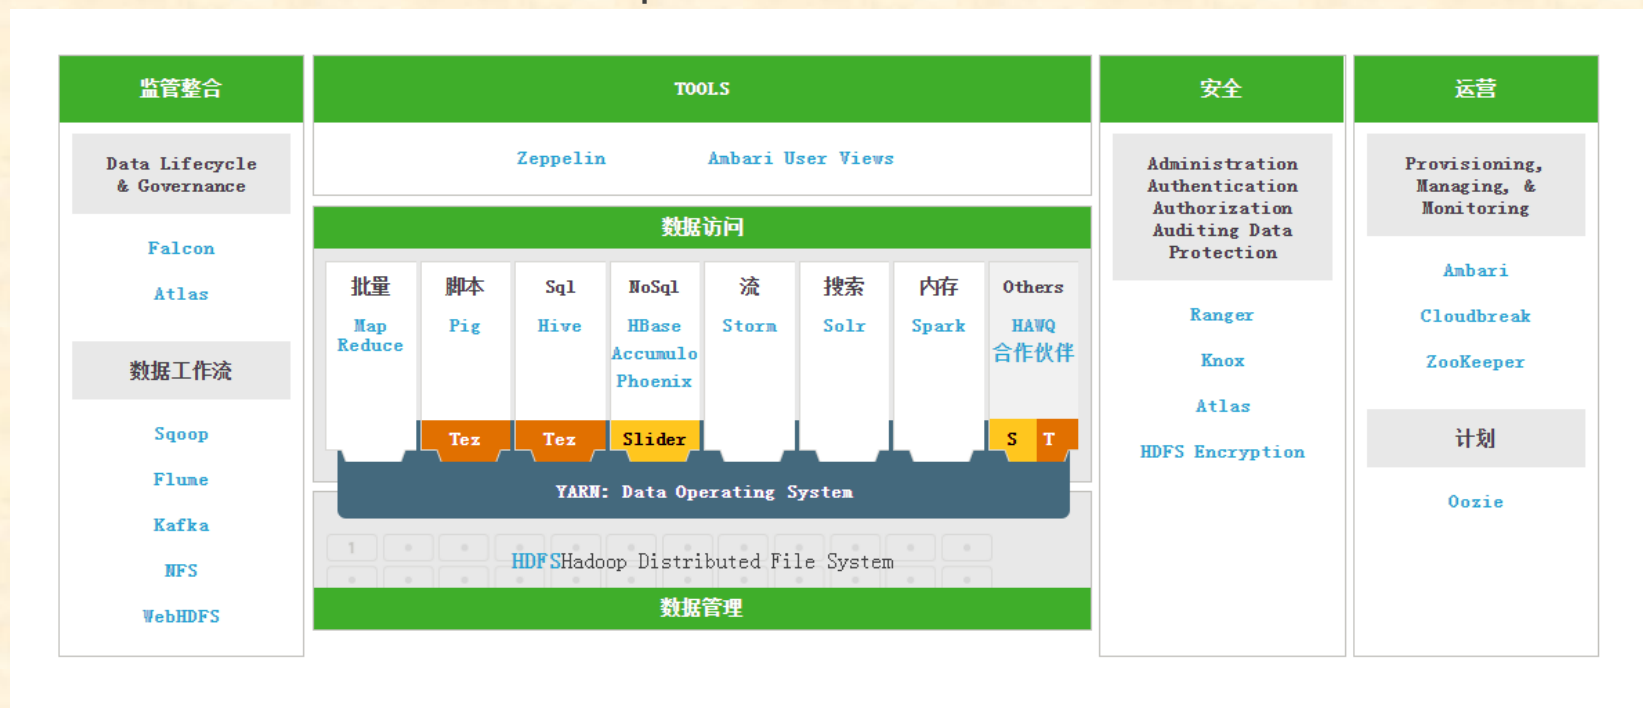 监管整合
Data Lifecycle
& Governance
Falcon
Atlas
数据工作流
Sqoop
Flume
Kafka
NFS
WebHDFS
TOOLS
Zeppelin
Ambari User Views
数据访问
批量
Map
Reduce
脚本
Pig
Tez
Sql
Hive
Tez
NoSql
HBase
Accumulo
Phoenix
Slider
流
Storm
搜索
Solr
内存
Spark
Others
HAWQ
合作伙伴
S T
YARN: Data Operating System
1
HDFSHadoop Distributed File System
数据管理
安全
Administration
Authentication
Authorization
Auditing Data
Protection
Ranger
Knox
Atlas
HDFS Encryption
运营
Provisioning,
Managing, &
Monitoring
Ambari
Cloudbreak
ZooKeeper
计划
Oozie